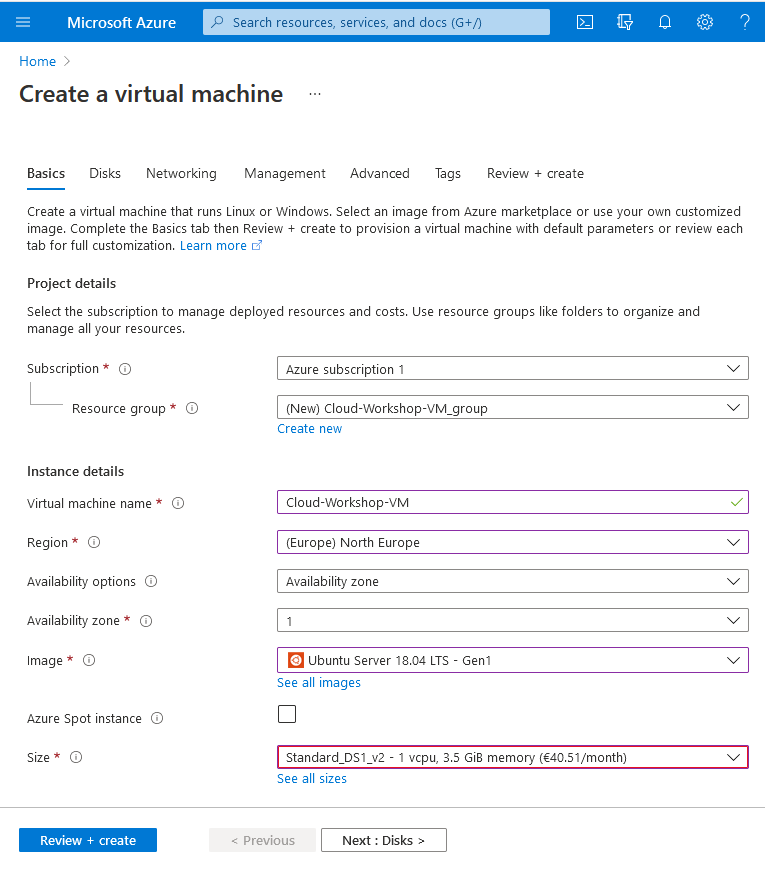 Microsoft Azure
Search resources, services, and docs (G+/)
Home
Create a virtual machine ...
Basics Disks Networking Management Advanced Tags Review + create
Create a virtual machine that runs Linux or Windows. Select an image from Azure marketplace or use your own customized
image. Complete the Basics tab then Review + create to provision a virtual machine with default parameters or review each
tab for full customization. Learn more
Project details
Select the subscription to manage deployed resources and costs. Use resource groups like folders to organize and
manage all your resources.
Subscription * Azure subscription 1
Resource group * (New) Cloud-Workshop-VM_group
Create new
Instance details
Virtual machine name * Cloud-Workshop-VM
Region * (Europe) North Europe
Availability options Availability zone
Availability zone * 1
Image * Ubuntu Server 18.04 LTS - Gen1
See all images
Azure Spot instance
Size * Standard_DS1_v2 - 1 vcpu, 3.5 GiB memory (€40.51/month)
See all sizes
Review + create < Previous Next : Disks >